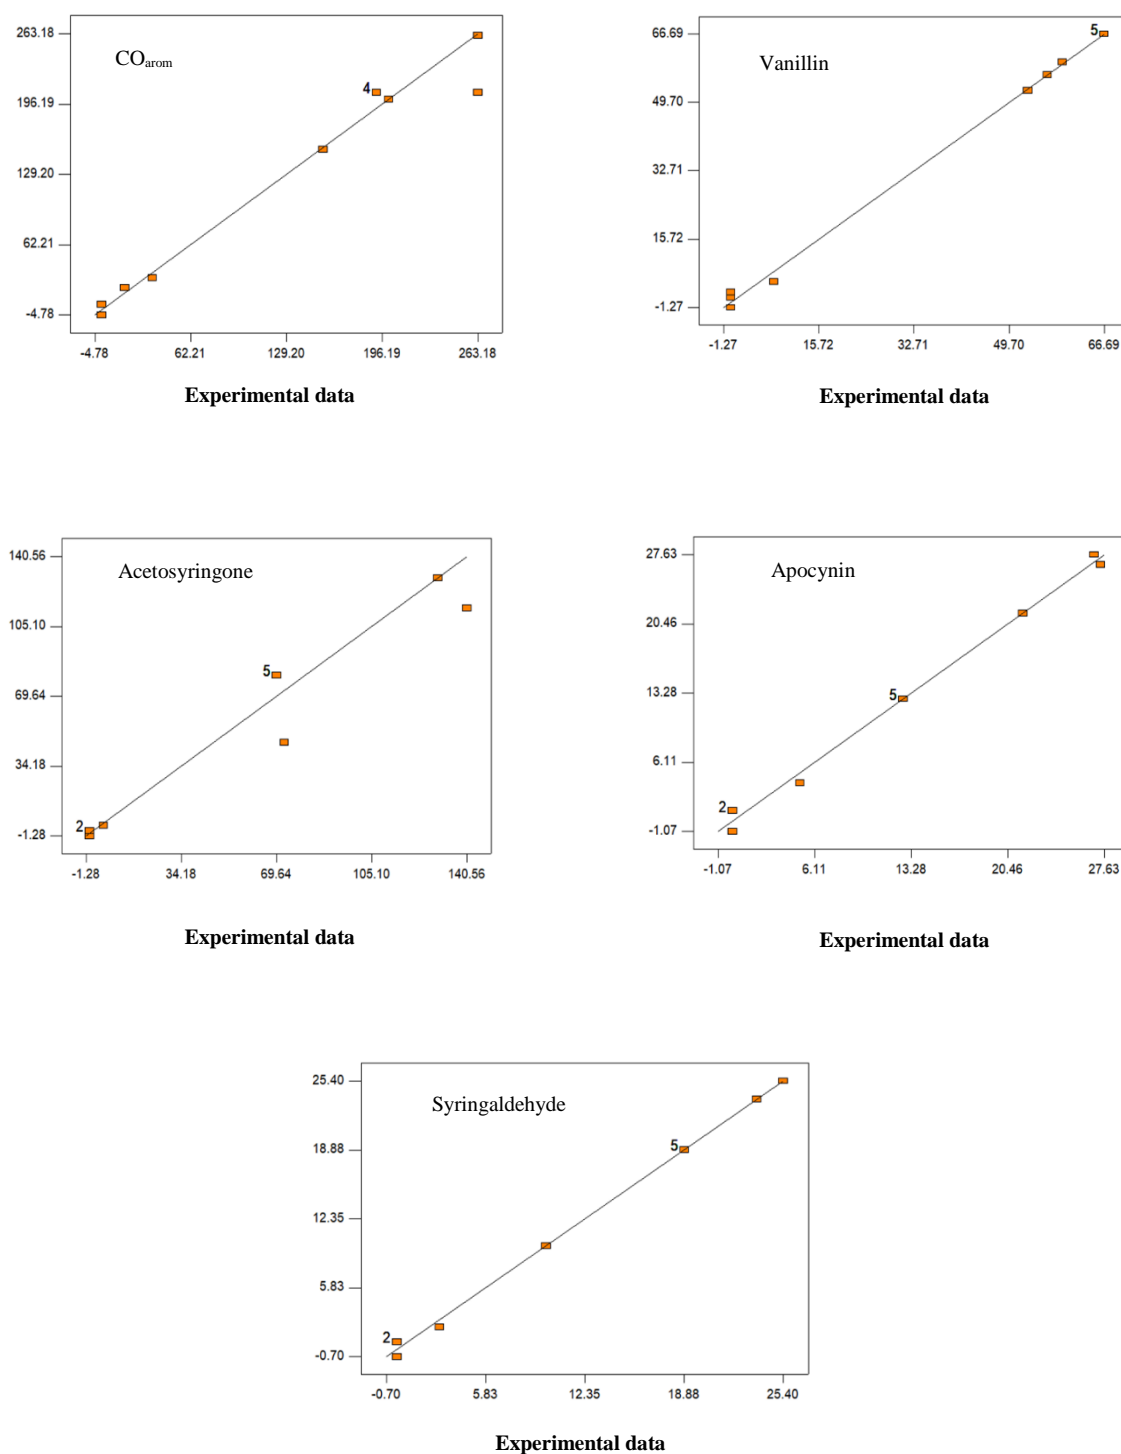 263.18
CO_arom
196.19
4
129.20
62.21
-4.78
-4.78 62.21 129.20 196.19 263.18
Experimental data
66.69
5
Vanillin
49.70
32.71
15.72
-1.27
-1.27 15.72 32.71 49.70 66.69
Experimental data
140.56
Acetosyringone
105.10
5
69.64
34.18
2
-1.28
-1.28 34.18 69.64 105.10 140.56
Experimental data
27.63
Apocynin
20.46
13.28
5
6.11
2
-1.07
-1.07 6.11 13.28 20.46 27.63
Experimental data
25.40
Syringaldehyde
18.88
5
12.35
5.83
2
-0.70
-0.70 5.83 12.35 18.88 25.40
Experimental data